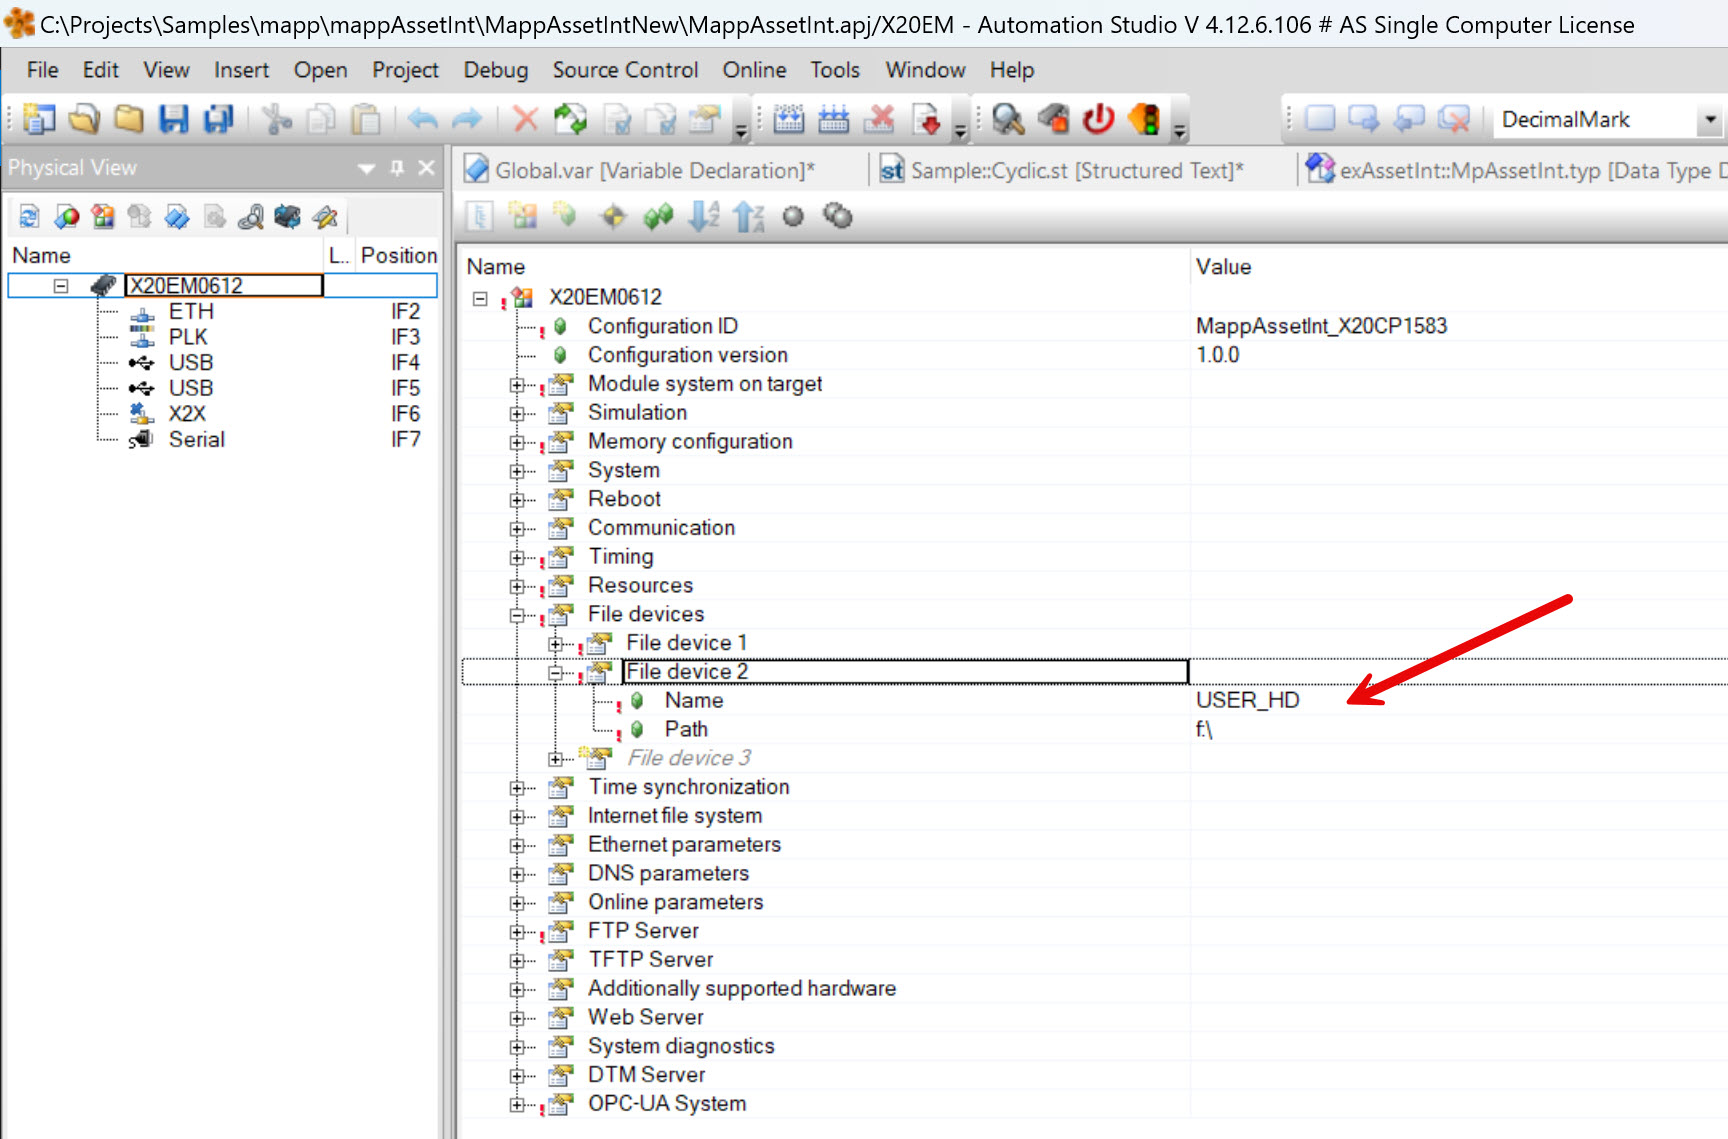 C:\Projects\Samples\mapp\mappAssetInt\MappAssetIntNew\MappAssetInt.apj/X20EM - Automation Studio V 4.12.6.106 # AS Single Computer License
File Edit View Insert Open Project Debug Source Control Online Tools Window Help
DecimalMark
Physical View
Global.var [Variable Declaration]* Sample::Cyclic.st [Structured Text]* exAssetInt::MpAssetInt.typ [Data Type D
Name L.. Position
X20EM0612
ETH IF2
PLK IF3
USB IF4
USB IF5
X2X IF6
Serial IF7
Name Value
X20EM0612
Configuration ID MappAssetInt_X20CP1583
Configuration version 1.0.0
Module system on target
Simulation
Memory configuration
System
Reboot
Communication
Timing
Resources
File devices
File device 1
File device 2
Name USER_HD
Path f:\
File device 3
Time synchronization
Internet file system
Ethernet parameters
DNS parameters
Online parameters
FTP Server
TFTP Server
Additionally supported hardware
Web Server
System diagnostics
DTM Server
OPC-UA System